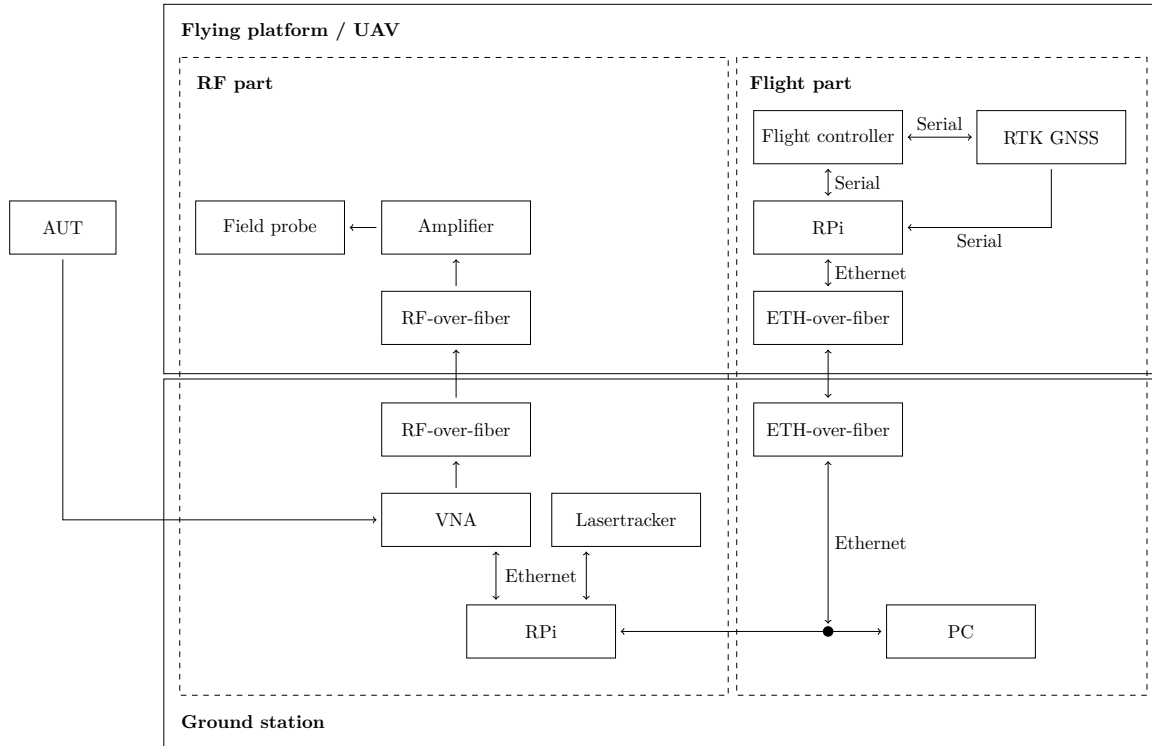 Flying platform / UAV
RF part
Flight part
Flight controller
Serial
RTK GNSS
Serial
AUT
Field probe
Amplifier
RPi
Serial
Ethernet
RF-over-fiber
ETH-over-fiber
RF-over-fiber
ETH-over-fiber
VNA
Lasertracker
Ethernet
Ethernet
RPi
PC
Ground station